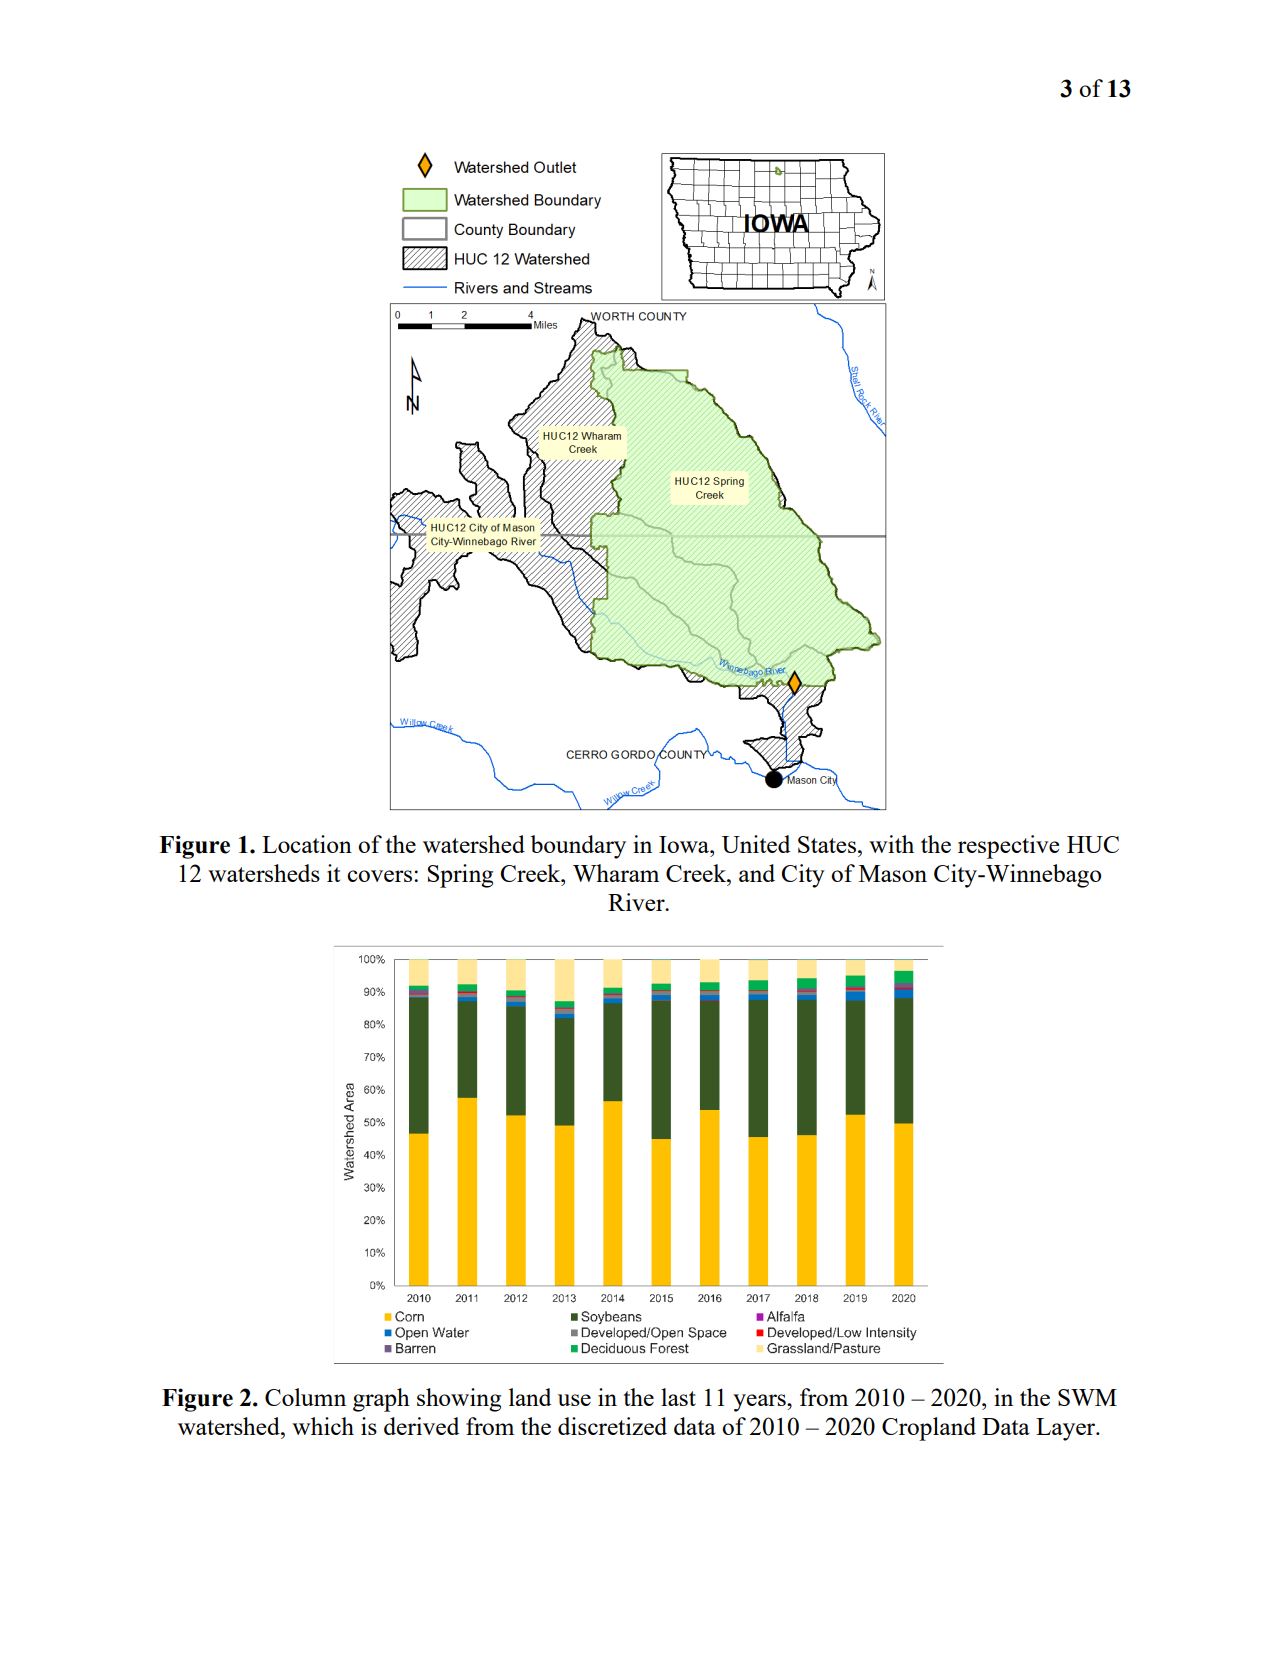 3 of 13
Watershed Outlet
Watershed Boundary
County Boundary
HUC 12 Watershed
Rivers and Streams
IOWA
N
0 1 2 4
Miles
WORTH COUNTY
N
Shell Rock River
HUC12 Wharam
Creek
HUC12 Spring
Creek
HUC12 City of Mason
City-Winnebago River
Winnebago River
Willow Creek
CERRO GORDO COUNTY
Willow Creek
Mason City
Figure 1. Location of the watershed boundary in Iowa, United States, with the respective HUC
12 watersheds it covers: Spring Creek, Wharam Creek, and City of Mason City-Winnebago
River.
100%
90%
80%
70%
60%
50%
40%
30%
20%
10%
0%
Watershed Area
2010 2011 2012 2013 2014 2015 2016 2017 2018 2019 2020
Corn Soybeans Alfalfa
Open Water Developed/Open Space Developed/Low Intensity
Barren Deciduous Forest Grassland/Pasture
Figure 2. Column graph showing land use in the last 11 years, from 2010 – 2020, in the SWM
watershed, which is derived from the discretized data of 2010 – 2020 Cropland Data Layer.